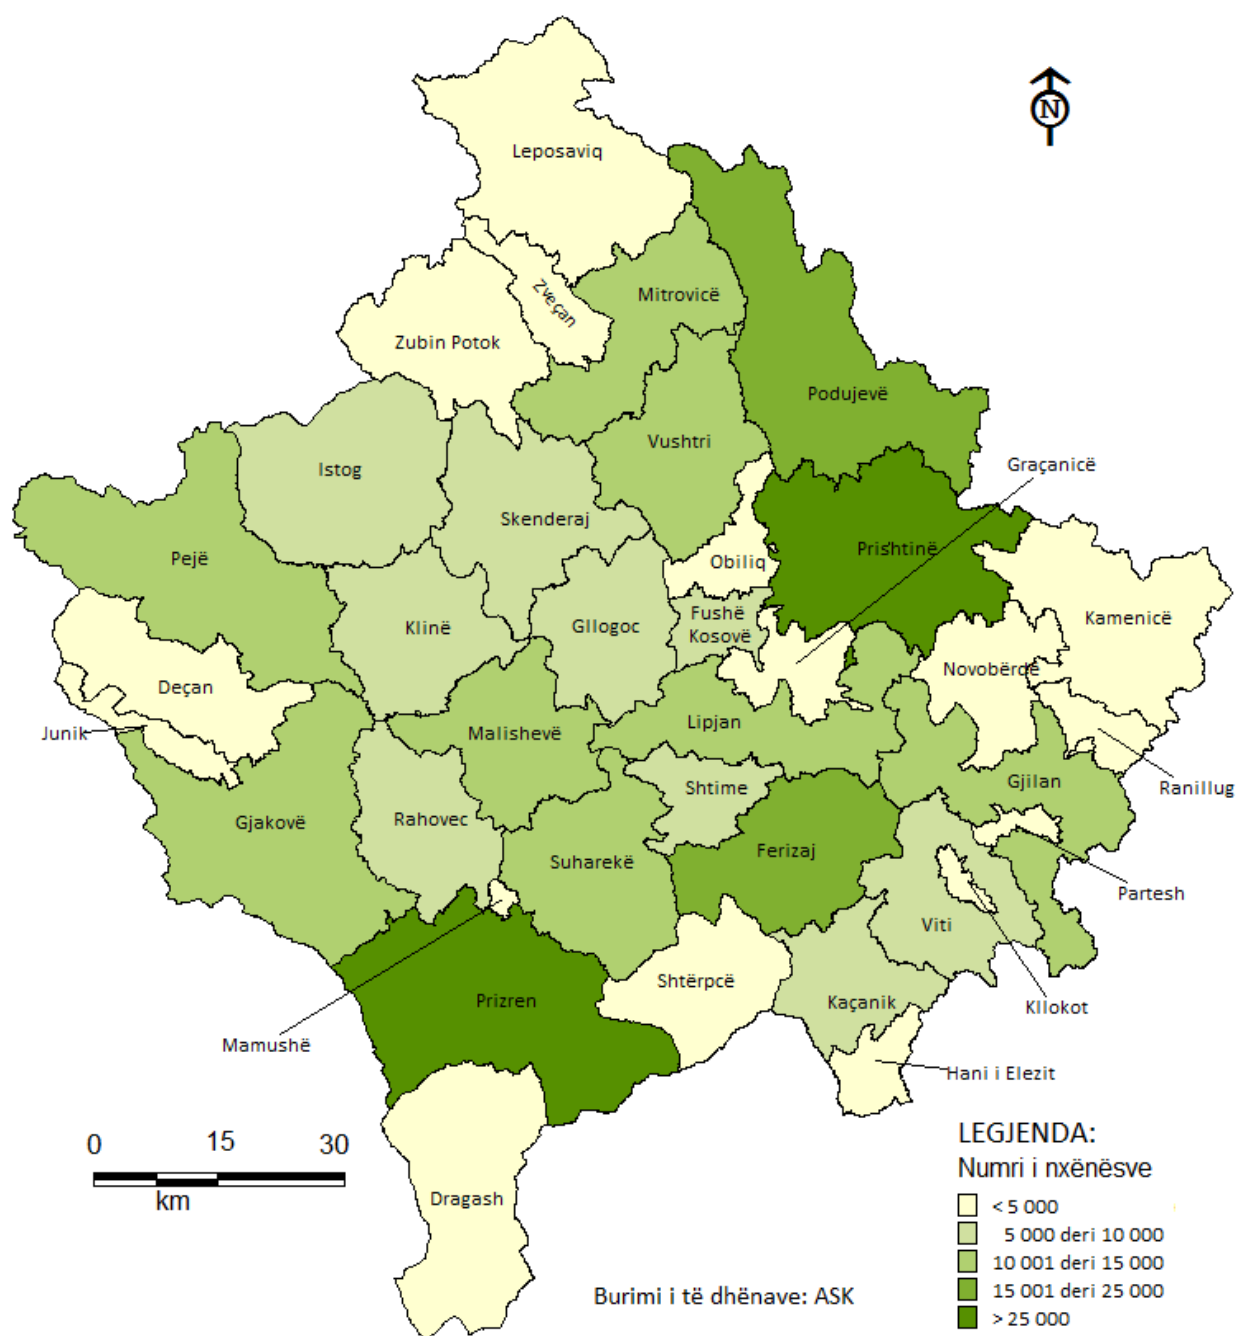 N
Leposaviq
Zveçan
Mitrovicë
Zubin Potok
Podujevë
Vushtri
Graçanicë
Istog
Skenderaj
Prishtinë
Pejë
Obiliq
Fushë
Kosovë
Klinë
Gllogoc
Kamenicë
Novobërdë
Deçan
Junik
Malishevë
Lipjan
Shtime
Gjilan
Ranillug
Gjakovë
Rahovec
Suharekë
Ferizaj
Partesh
Viti
Shtërpcë
Prizren
Kaçanik
Kllokot
Mamushë
Hani i Elezit
Dragash
0 15 30
km
LEGJENDA:
Numri i nxënësve
< 5 000
5 000 deri 10 000
10 001 deri 15 000
15 001 deri 25 000
> 25 000
Burimi i të dhënave: ASK